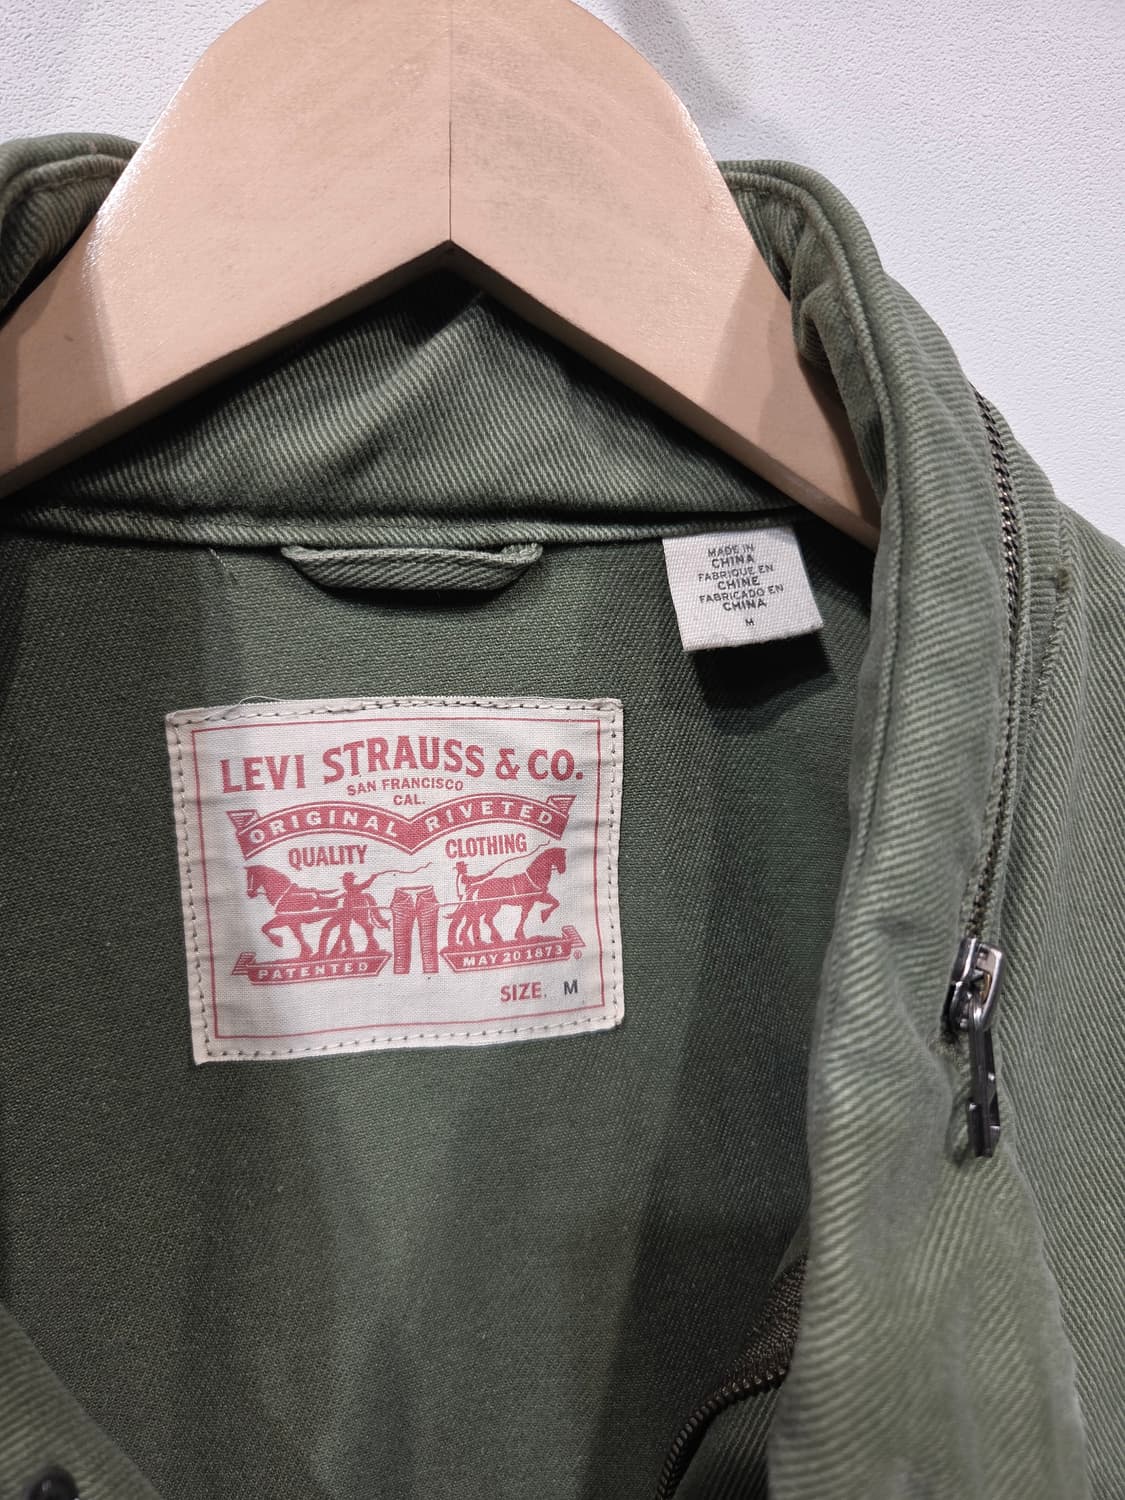 MADE IN
CHINA
FABRIQUE EN
CHINE
FABRICADO EN
CHINA
M
LEVI STRAUSS & CO.
SAN FRANCISCO
CAL.
ORIGINAL RIVETED
QUALITY CLOTHING
PATENTED MAY 20 1873 ®
SIZE. M